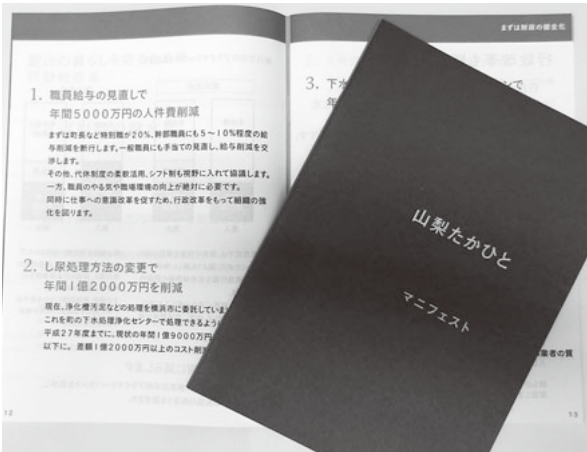 まずは財政の健全化
1. 職員給与の見直しで
年間5000万円の人件費削減
まずは町長など特別職が20%、幹部職員にも5~10%程度の給
与削減を断行します。一般職員にも手当ての見直し、給与削減を交
渉します。
その他、代休制度の柔軟活用、シフト制も視野に入れて協議します。
一方、職員のやる気や職場環境の向上が絶対に必要です。
同時に仕事への意識改革を促すため、行政改革をもって組織の強
化を図ります。
2. し尿処理方法の変更で
年間1億2000万円を削減
現在、浄化槽汚泥などの処理を横浜市に委託していま
これを町の下水処理浄化センターで処理できるように
平成27年度までに、現状の年間1億9000万円
以下に。差額1億2000万円以上のコスト削
12
3. 下水
で
年
業者の質
13
山梨たかひと
マニフェスト